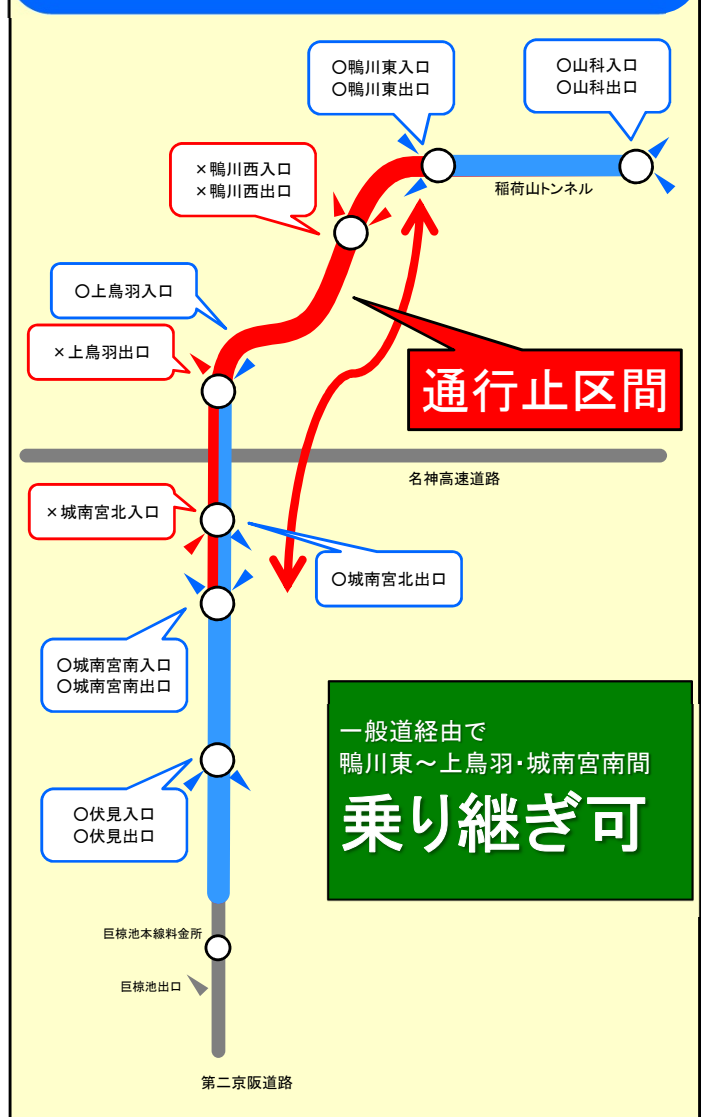 ○鴨川東入口
○鴨川東出口
○山科入口
○山科出口
×鴨川西入口
×鴨川西出口
稲荷山トンネル
○上鳥羽入口
×上鳥羽出口
通行止区間
名神高速道路
×城南宮北入口
○城南宮北出口
○城南宮南入口
○城南宮南出口
一般道経由で
鴨川東～上鳥羽・城南宮南間
乗り継ぎ可
○伏見入口
○伏見出口
巨椋池本線料金所
巨椋池出口
第二京阪道路